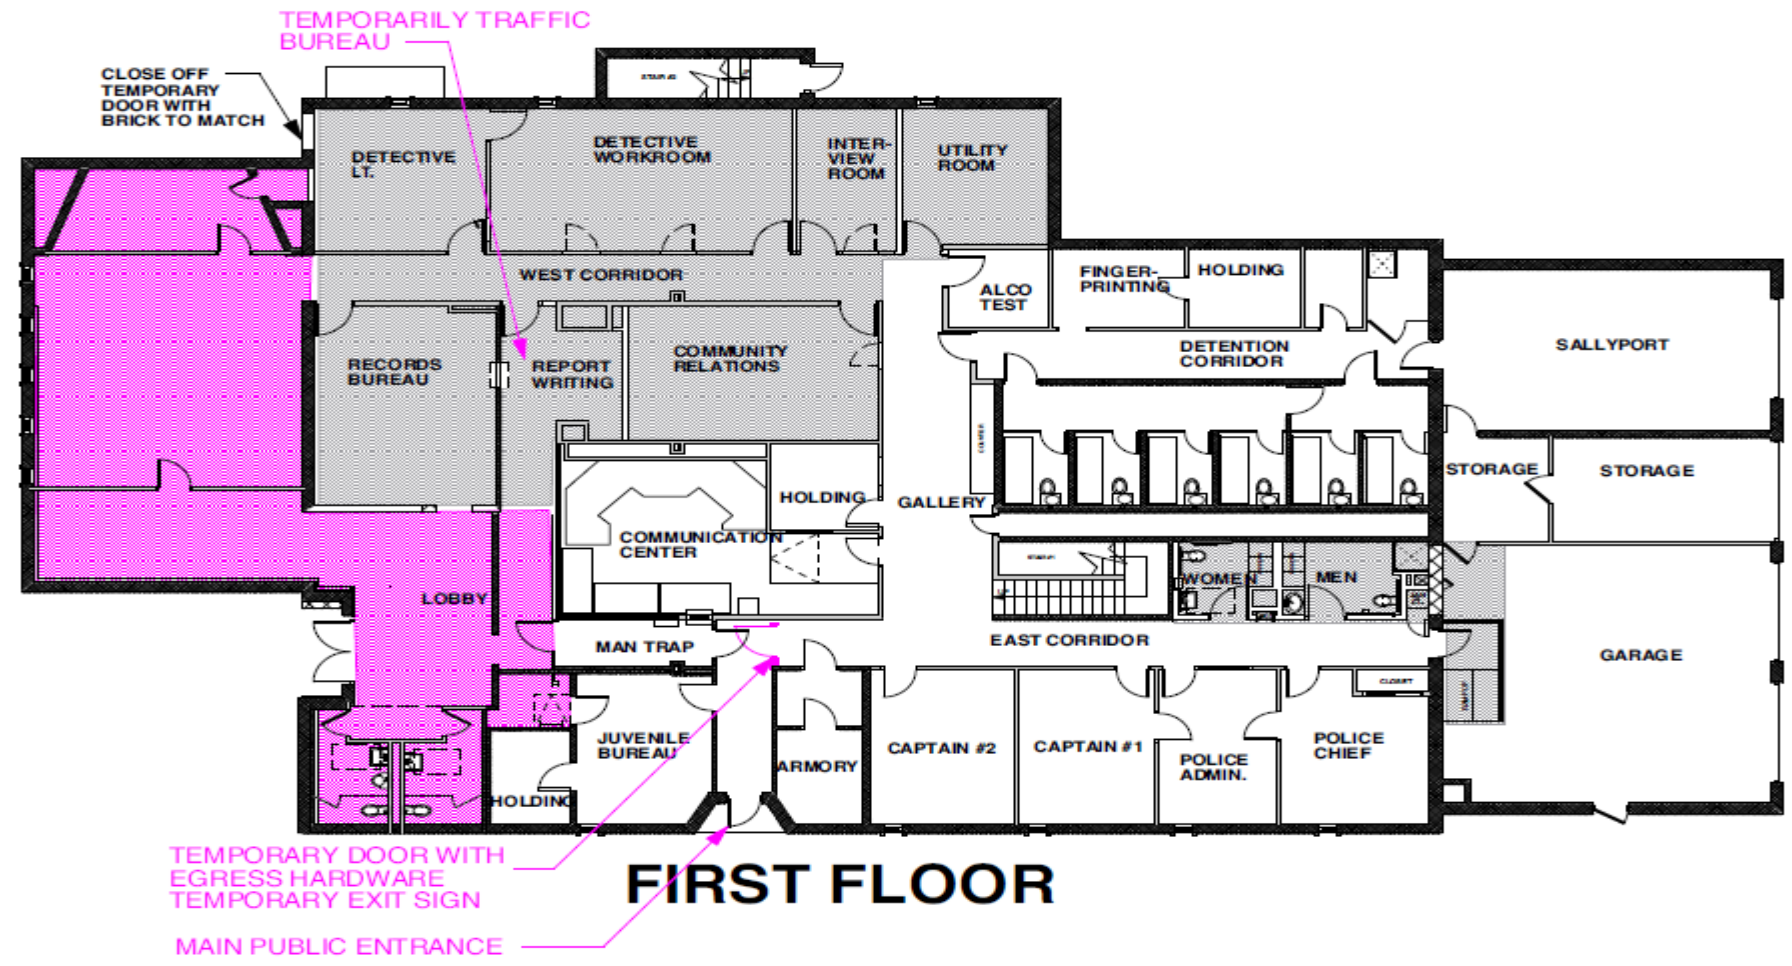 TEMPORARILY TRAFFIC
BUREAU
CLOSE OFF
TEMPORARY
DOOR WITH
BRICK TO MATCH
DETECTIVE
LT.
DETECTIVE
WORKROOM
INTER-
VIEW
ROOM
UTILITY
ROOM
WEST CORRIDOR
ALCO
TEST
FINGER-
PRINTING
HOLDING
DETENTION
CORRIDOR
SALLYPORT
RECORDS
BUREAU
REPORT
WRITING
COMMUNITY
RELATIONS
COUNTER
STORAGE
STORAGE
HOLDING
GALLERY
COMMUNICATION
CENTER
WOMEN
MEN
LOBBY
MAN TRAP
EAST CORRIDOR
GARAGE
CLOSET
JUVENILE
BUREAU
HOLDING
ARMORY
CAPTAIN #2
CAPTAIN #1
POLICE
ADMIN.
POLICE
CHIEF
TEMPORARY DOOR WITH
EGRESS HARDWARE
TEMPORARY EXIT SIGN
FIRST FLOOR
MAIN PUBLIC ENTRANCE